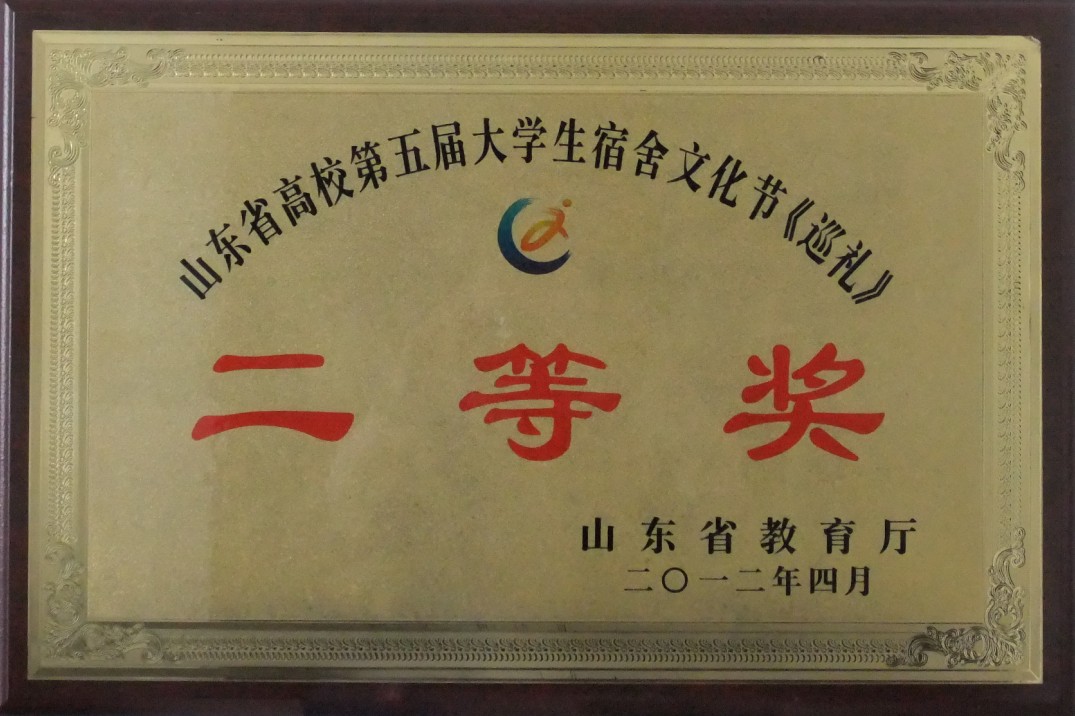 山东省高校第五届大学生宿舍文化节《巡礼》
二等奖
山东省教育厅
二〇一二年四月